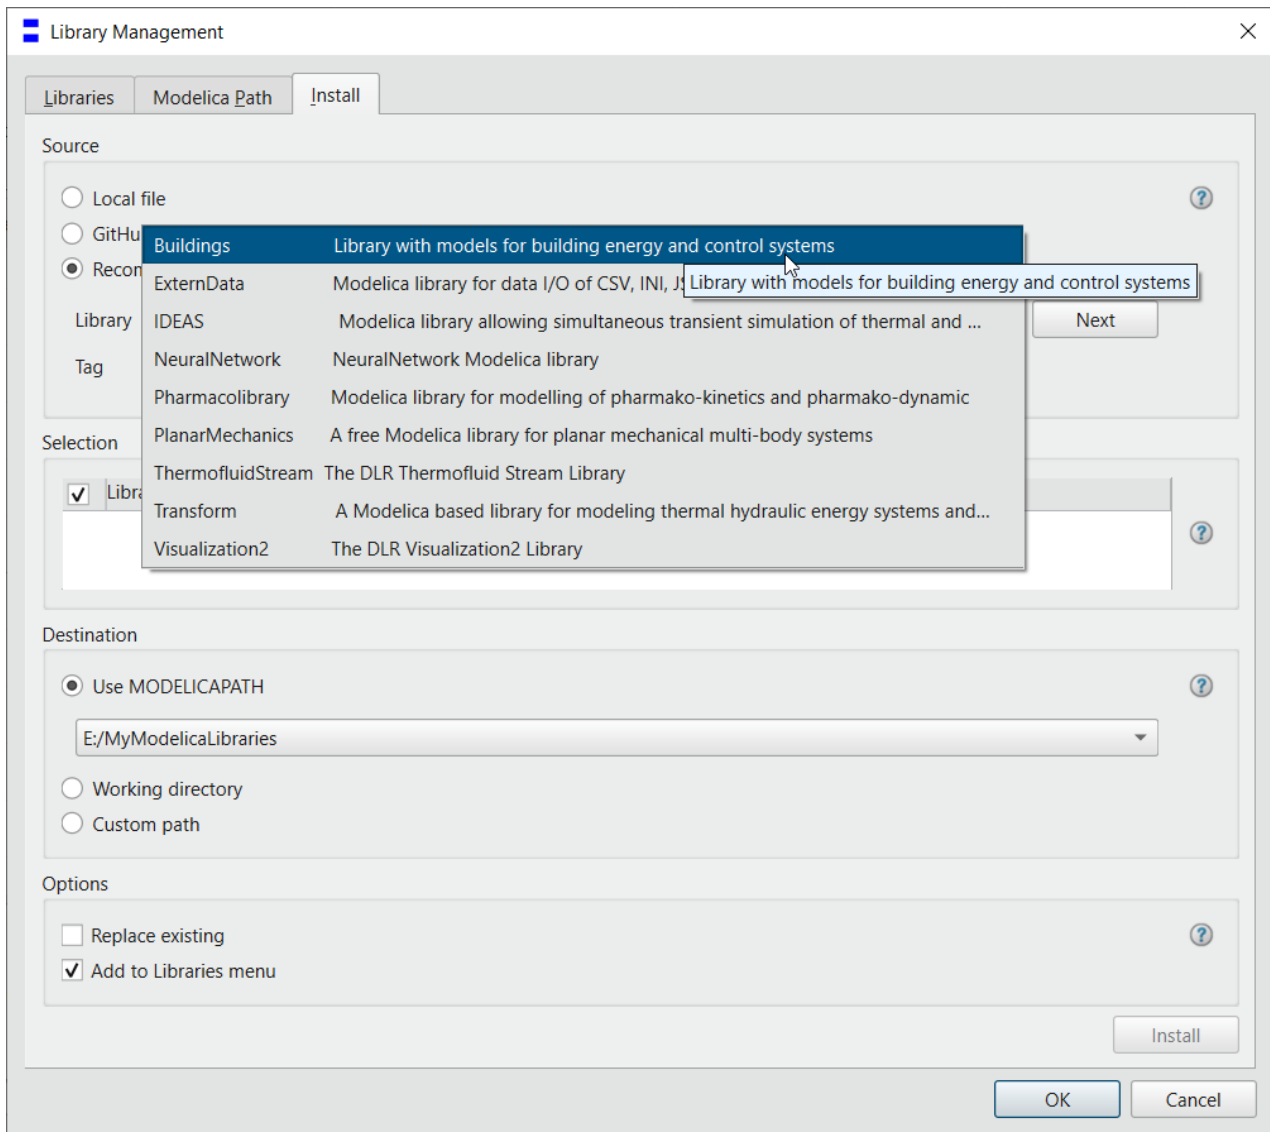 Library Management
Libraries Modelica Path Install
Source
Local file
GitHu
Recon
Buildings Library with models for building energy and control systems
ExternData Modelica library for data I/O of CSV, INI, JS
Library with models for building energy and control systems
Library IDEAS Modelica library allowing simultaneous transient simulation of thermal and ... Next
Tag NeuralNetwork NeuralNetwork Modelica library
Pharmacolibrary Modelica library for modelling of pharmako-kinetics and pharmako-dynamic
Selection PlanarMechanics A free Modelica library for planar mechanical multi-body systems
ThermofluidStream The DLR Thermofluid Stream Library
Libra Transform A Modelica based library for modeling thermal hydraulic energy systems and...
Visualization2 The DLR Visualization2 Library
Destination
Use MODELICAPATH
E:/MyModelicaLibraries
Working directory
Custom path
Options
Replace existing
Add to Libraries menu
Install
OK Cancel